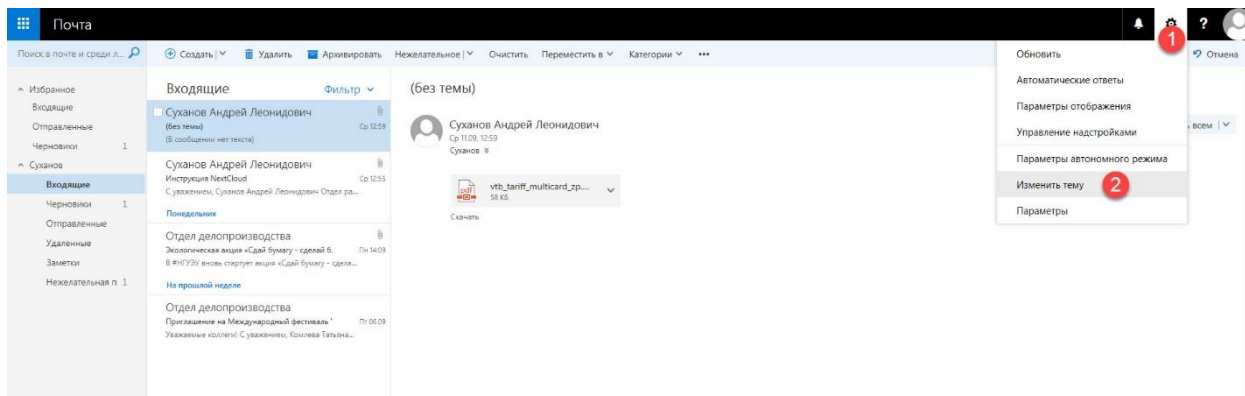 Почта
?
1
Поиск в почте и среди л...
Создать
Удалить
Архивировать
Нежелательное
Очистить
Переместить в
Категории
•••
Отмена
Избранное
Входящие
Отправленные
Черновики 1
Суханов
Входящие
Черновики 1
Отправленные
Удаленные
Заметки
Нежелательная п 1
Входящие
Фильтр
Суханов Андрей Леонидович
(без темы) Ср 12:59
(В сообщении нет текста)
Суханов Андрей Леонидович
Инструкция NextCloud Ср 12:55
С уважением, Суханов Андрей Леонидович Отдел ра...
Понедельник
Отдел делопроизводства
Экологическая акция «Сдай бумагу - сделай б. Пн 14:09
В #НГУЭУ вновь стартует акция «Сдай бумагу - сдела...
На прошлой неделе
Отдел делопроизводства
Приглашение на Международный фестиваль ' Пт 06.09
Уважаемые коллеги! С уважением, Комлева Татьяна...
(без темы)
Суханов Андрей Леонидович
Ср 11.09, 12:59
Суханов
pdf
vtb_tariff_multicard_zp....
58 КБ
Скачать
ь всем
Обновить
Автоматические ответы
Параметры отображения
Управление надстройками
Параметры автономного режима
Изменить тему 2
Параметры